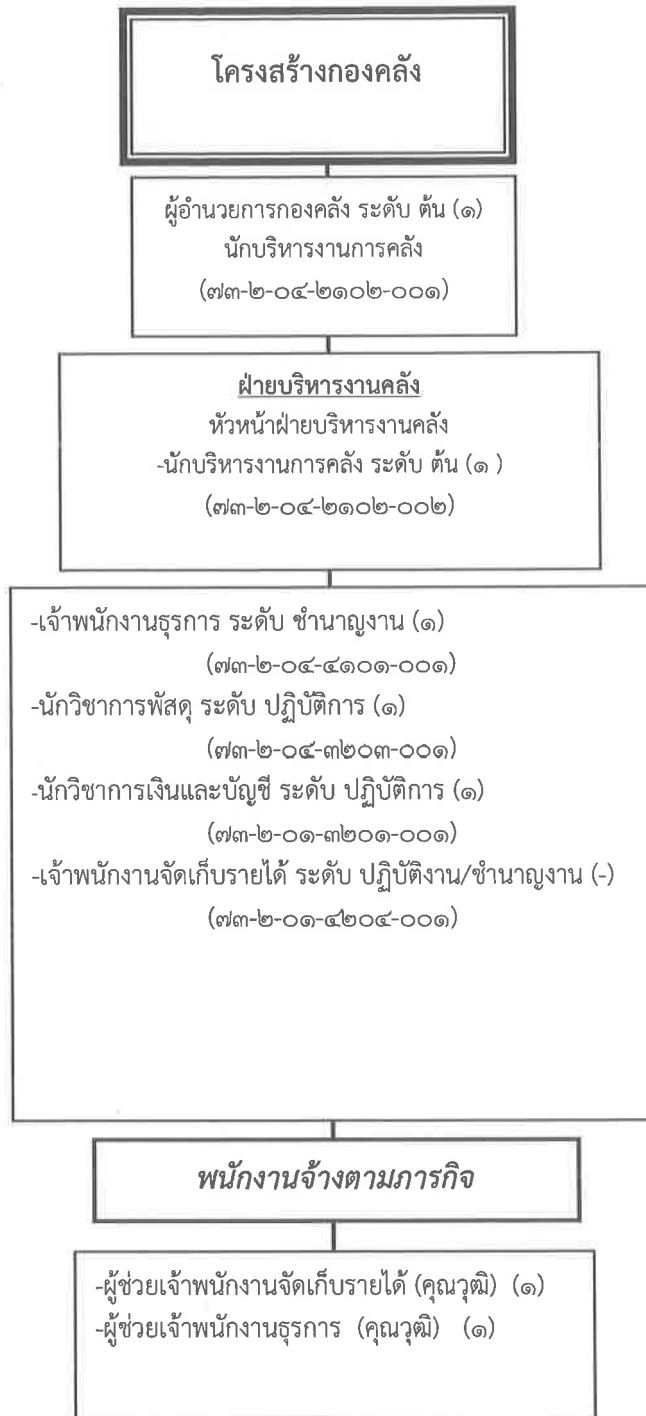 โครงสร้างกองคลัง
ผู้อำนวยการกองคลัง ระดับ ต้น (๑)
นักบริหารงานการคลัง
(๗๓-๒-๐๔-๒๑๐๒-๐๐๑)
ฝ่ายบริหารงานคลัง
หัวหน้าฝ่ายบริหารงานคลัง
-นักบริหารงานการคลัง ระดับ ต้น (๑ )
(๗๓-๒-๐๔-๒๑๐๒-๐๐๒)
-เจ้าพนักงานธุรการ ระดับ ชำนาญงาน (๑)
(๗๓-๒-๐๔-๔๑๐๑-๐๐๑)
-นักวิชาการพัสดุ ระดับ ปฏิบัติการ (๑)
(๗๓-๒-๐๔-๓๒๐๓-๐๐๑)
-นักวิชาการเงินและบัญชี ระดับ ปฏิบัติการ (๑)
(๗๓-๒-๐๑-๓๒๐๑-๐๐๑)
-เจ้าพนักงานจัดเก็บรายได้ ระดับ ปฏิบัติงาน/ชำนาญงาน (-)
(๗๓-๒-๐๑-๔๒๐๔-๐๐๑)
พนักงานจ้างตามภารกิจ
-ผู้ช่วยเจ้าพนักงานจัดเก็บรายได้ (คุณวุฒิ) (๑)
-ผู้ช่วยเจ้าพนักงานธุรการ (คุณวุฒิ) (๑)